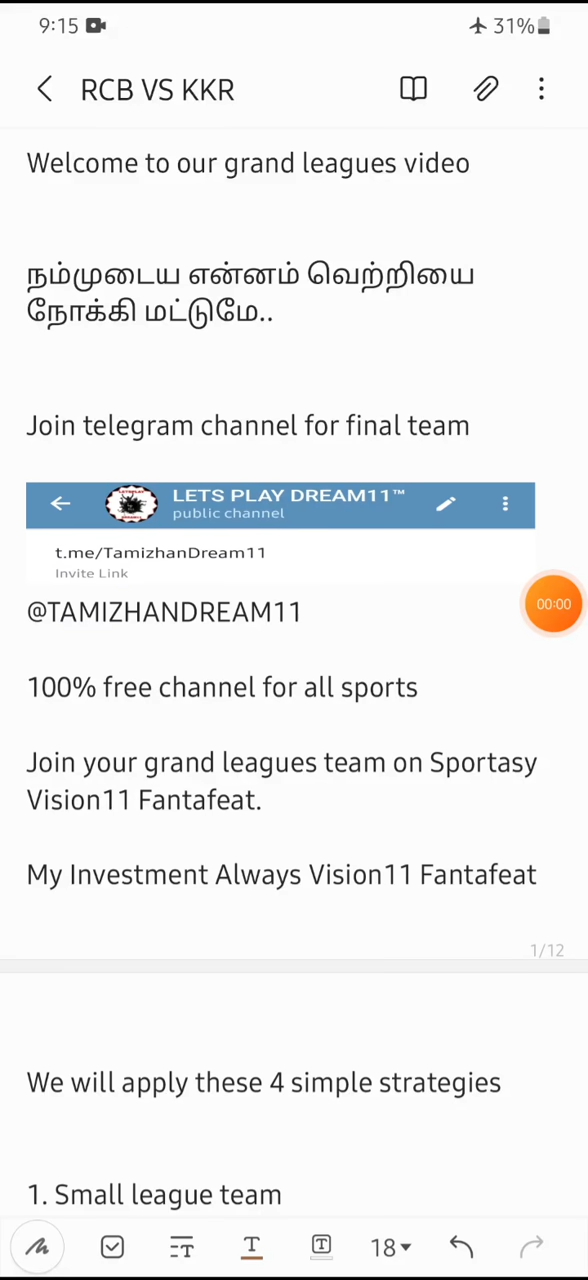 9:15
31%
RCB VS KKR
Welcome to our grand leagues video
நம்முடைய என்னம் வெற்றியை
நோக்கி மட்டுமே..
Join telegram channel for final team
LETS PLAY DREAM11™
public channel
t.me/TamizhanDream11
Invite Link
@TAMIZHANDREAM11
00:00
100% free channel for all sports
Join your grand leagues team on Sportasy
Vision11 Fantafeat.
My Investment Always Vision11 Fantafeat
1/12
We will apply these 4 simple strategies
1. Small league team
T
T
T
18